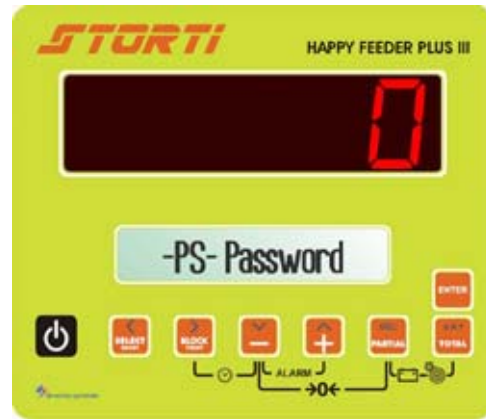 STORTI
HAPPY FEEDER PLUS III
0
-PS- Password
ENTER
SELECT
BLOCK
PARTIAL
TOTAL
ALARM
→0←